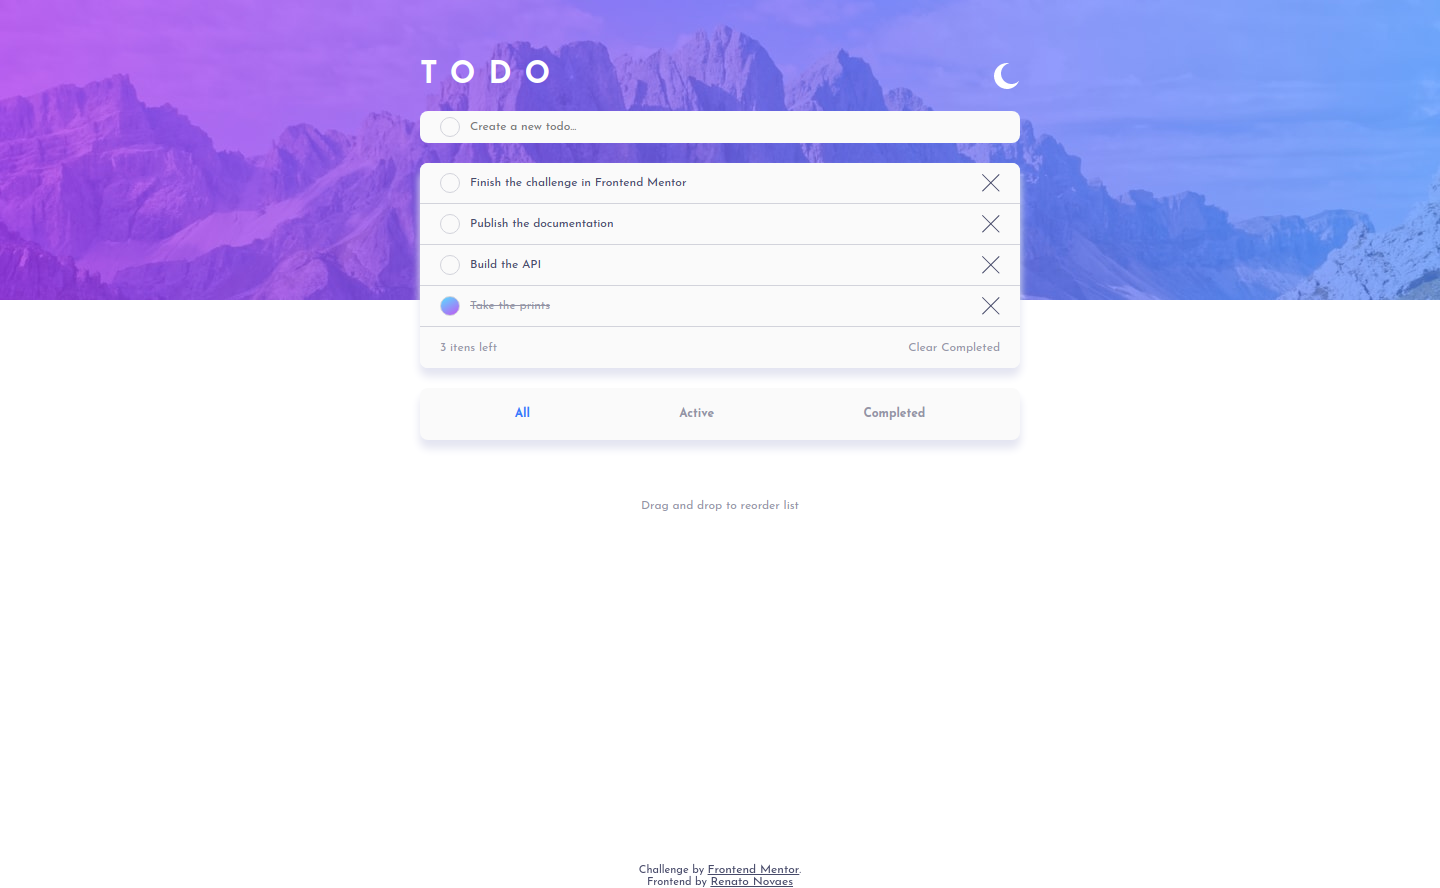 TODO
Create a new todo...
Finish the challenge in Frontend Mentor
Publish the documentation
Build the API
Take the prints
3 itens left
Clear Completed
All
Active
Completed
Drag and drop to reorder list
Challenge by Frontend Mentor.
Frontend by Renato Novaes